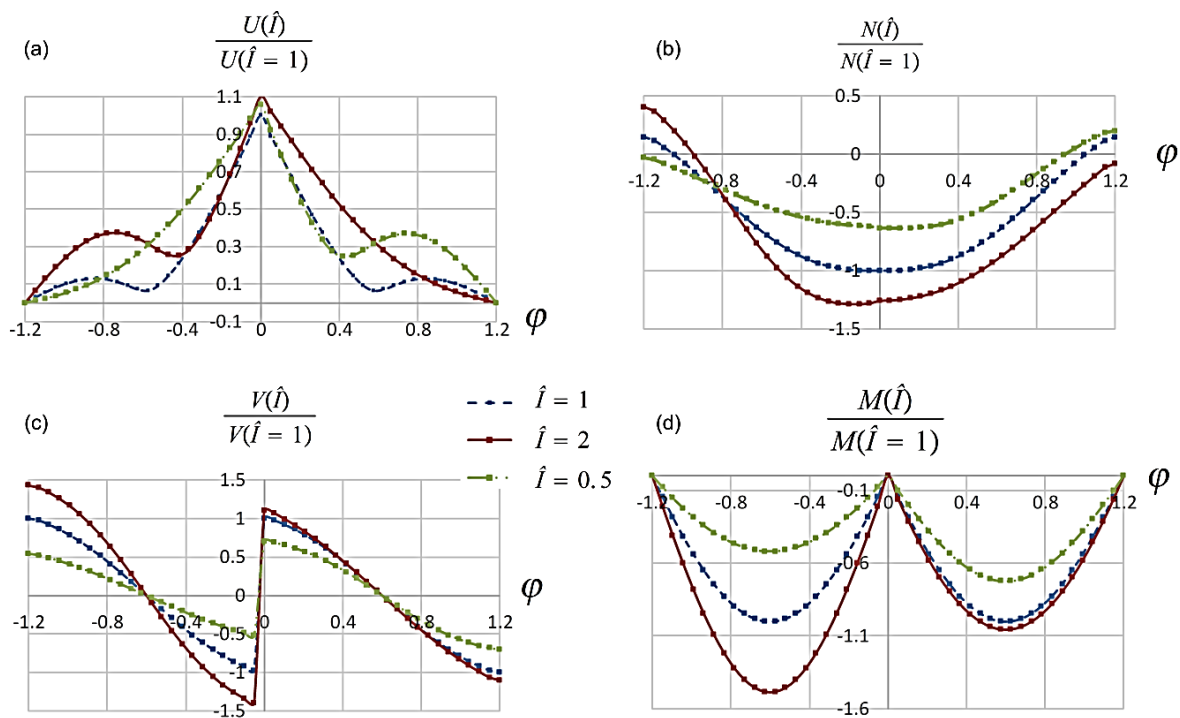 (a)
U(Î)
U(Î = 1)
1.1
0.9
0.7
0.5
0.3
0.1
-0.1
-1.2 -0.8 -0.4 0 0.4 0.8 1.2
φ
(b)
N(Î)
N(Î = 1)
0.5
0
-0.5
-1
-1.5
-1.2 -0.8 -0.4 0 0.4 0.8 1.2
φ
(c)
V(Î)
V(Î = 1)
1.5
1
0.5
0
-0.5
-1
-1.5
-1.2 -0.8 -0.4 0 0.4 0.8 1.2
φ
Î = 1
Î = 2
Î = 0.5
(d)
M(Î)
M(Î = 1)
-0.1
-0.6
-1.1
-1.6
-0.8 -0.4 0 0.4 0.8 1.2
φ